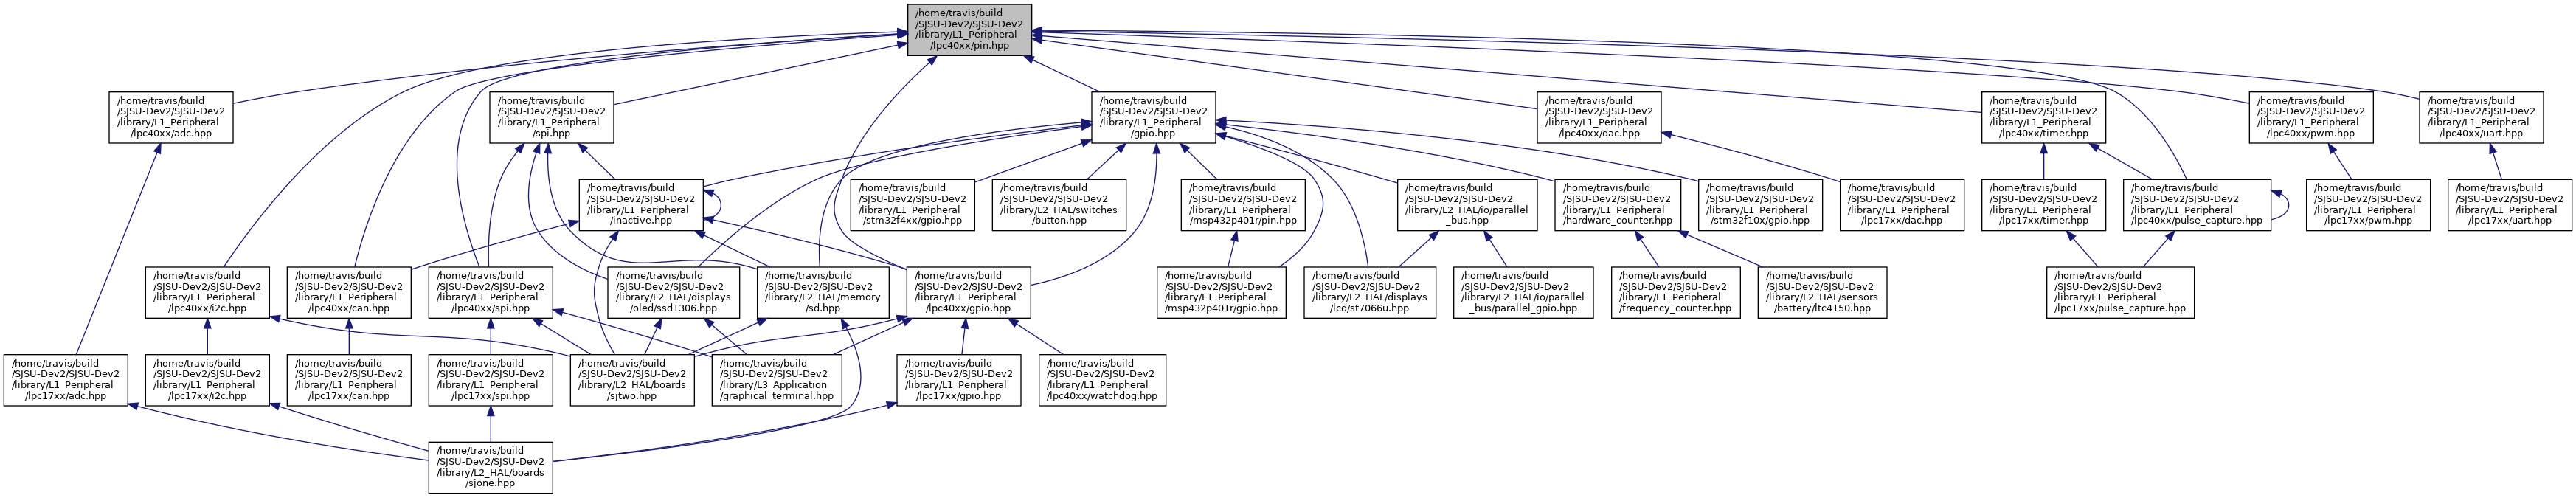 /home/travis/build
/SJSU-Dev2/SJSU-Dev2
/library/L1_Peripheral
/lpc40xx/pin.hpp
/home/travis/build
/SJSU-Dev2/SJSU-Dev2
/library/L1_Peripheral
/lpc40xx/adc.hpp
/home/travis/build
/SJSU-Dev2/SJSU-Dev2
/library/L1_Peripheral
/spi.hpp
/home/travis/build
/SJSU-Dev2/SJSU-Dev2
/library/L1_Peripheral
/gpio.hpp
/home/travis/build
/SJSU-Dev2/SJSU-Dev2
/library/L1_Peripheral
/lpc40xx/dac.hpp
/home/travis/build
/SJSU-Dev2/SJSU-Dev2
/library/L1_Peripheral
/lpc40xx/timer.hpp
/home/travis/build
/SJSU-Dev2/SJSU-Dev2
/library/L1_Peripheral
/lpc40xx/pwm.hpp
/home/travis/build
/SJSU-Dev2/SJSU-Dev2
/library/L1_Peripheral
/lpc40xx/uart.hpp
/home/travis/build
/SJSU-Dev2/SJSU-Dev2
/library/L1_Peripheral
/inactive.hpp
/home/travis/build
/SJSU-Dev2/SJSU-Dev2
/library/L1_Peripheral
/stm32f4xx/gpio.hpp
/home/travis/build
/SJSU-Dev2/SJSU-Dev2
/library/L2_HAL/switches
/button.hpp
/home/travis/build
/SJSU-Dev2/SJSU-Dev2
/library/L1_Peripheral
/msp432p401r/pin.hpp
/home/travis/build
/SJSU-Dev2/SJSU-Dev2
/library/L2_HAL/io/parallel
_bus.hpp
/home/travis/build
/SJSU-Dev2/SJSU-Dev2
/library/L1_Peripheral
/hardware_counter.hpp
/home/travis/build
/SJSU-Dev2/SJSU-Dev2
/library/L1_Peripheral
/stm32f10x/gpio.hpp
/home/travis/build
/SJSU-Dev2/SJSU-Dev2
/library/L1_Peripheral
/lpc17xx/dac.hpp
/home/travis/build
/SJSU-Dev2/SJSU-Dev2
/library/L1_Peripheral
/lpc17xx/timer.hpp
/home/travis/build
/SJSU-Dev2/SJSU-Dev2
/library/L1_Peripheral
/lpc40xx/pulse_capture.hpp
/home/travis/build
/SJSU-Dev2/SJSU-Dev2
/library/L1_Peripheral
/lpc17xx/pwm.hpp
/home/travis/build
/SJSU-Dev2/SJSU-Dev2
/library/L1_Peripheral
/lpc17xx/uart.hpp
/home/travis/build
/SJSU-Dev2/SJSU-Dev2
/library/L1_Peripheral
/lpc40xx/i2c.hpp
/home/travis/build
/SJSU-Dev2/SJSU-Dev2
/library/L1_Peripheral
/lpc40xx/can.hpp
/home/travis/build
/SJSU-Dev2/SJSU-Dev2
/library/L1_Peripheral
/lpc40xx/spi.hpp
/home/travis/build
/SJSU-Dev2/SJSU-Dev2
/library/L2_HAL/displays
/oled/ssd1306.hpp
/home/travis/build
/SJSU-Dev2/SJSU-Dev2
/library/L2_HAL/memory
/sd.hpp
/home/travis/build
/SJSU-Dev2/SJSU-Dev2
/library/L1_Peripheral
/lpc40xx/gpio.hpp
/home/travis/build
/SJSU-Dev2/SJSU-Dev2
/library/L1_Peripheral
/msp432p401r/gpio.hpp
/home/travis/build
/SJSU-Dev2/SJSU-Dev2
/library/L2_HAL/displays
/lcd/st7066u.hpp
/home/travis/build
/SJSU-Dev2/SJSU-Dev2
/library/L2_HAL/io/parallel
_bus/parallel_gpio.hpp
/home/travis/build
/SJSU-Dev2/SJSU-Dev2
/library/L1_Peripheral
/frequency_counter.hpp
/home/travis/build
/SJSU-Dev2/SJSU-Dev2
/library/L2_HAL/sensors
/battery/ltc4150.hpp
/home/travis/build
/SJSU-Dev2/SJSU-Dev2
/library/L1_Peripheral
/lpc17xx/pulse_capture.hpp
/home/travis/build
/SJSU-Dev2/SJSU-Dev2
/library/L1_Peripheral
/lpc17xx/adc.hpp
/home/travis/build
/SJSU-Dev2/SJSU-Dev2
/library/L1_Peripheral
/lpc17xx/i2c.hpp
/home/travis/build
/SJSU-Dev2/SJSU-Dev2
/library/L1_Peripheral
/lpc17xx/can.hpp
/home/travis/build
/SJSU-Dev2/SJSU-Dev2
/library/L1_Peripheral
/lpc17xx/spi.hpp
/home/travis/build
/SJSU-Dev2/SJSU-Dev2
/library/L2_HAL/boards
/sjtwo.hpp
/home/travis/build
/SJSU-Dev2/SJSU-Dev2
/library/L3_Application
/graphical_terminal.hpp
/home/travis/build
/SJSU-Dev2/SJSU-Dev2
/library/L1_Peripheral
/lpc17xx/gpio.hpp
/home/travis/build
/SJSU-Dev2/SJSU-Dev2
/library/L1_Peripheral
/lpc40xx/watchdog.hpp
/home/travis/build
/SJSU-Dev2/SJSU-Dev2
/library/L2_HAL/boards
/sjone.hpp